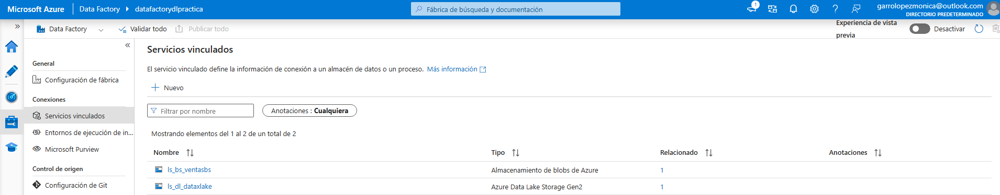 Microsoft Azure Data Factory datafactorydlpractica Fábrica de búsqueda y documentación 1 garrolopezmonica@outlook.com
DIRECTORIO PREDETERMINADO
» Data Factory Validar todo Publicar todo Experiencia de vista previa Desactivar
«
Servicios vinculados
General
El servicio vinculado define la información de conexión a un almacén de datos o un proceso. Más información
Configuración de fábrica
Nuevo
Conexiones
Servicios vinculados
Filtrar por nombre Anotaciones : Cualquiera
Entornos de ejecución de in...
Mostrando elementos del 1 al 2 de un total de 2
Microsoft Purview
Nombre Tipo Relacionado Anotaciones
Control de origen
ls_bs_ventasbs Almacenamiento de blobs de Azure 1
Configuración de Git
ls_dl_dataxlake Azure Data Lake Storage Gen2 1